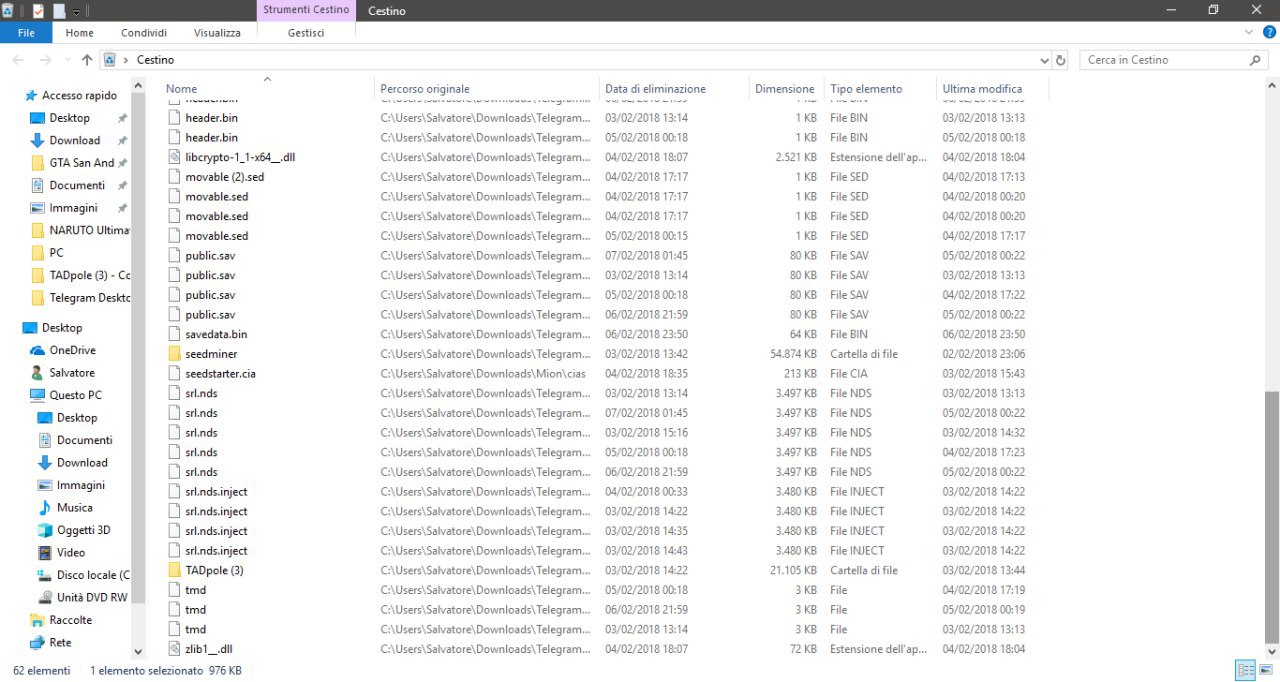 Strumenti Cestino Cestino
File Home Condividi Visualizza Gestisci
Cestino Cerca in Cestino
Nome Percorso originale Data di eliminazione Dimensione Tipo elemento Ultima modifica
header.bin C:\Users\Salvatore\Downloads\Telegram... 03/02/2018 13:14 1 KB File BIN 03/02/2018 13:13
header.bin C:\Users\Salvatore\Downloads\Telegram... 05/02/2018 00:18 1 KB File BIN 05/02/2018 00:18
libcrypto-1_1-x64__.dll C:\Users\Salvatore\Downloads\Telegram... 04/02/2018 18:07 2.521 KB Estensione dell'ap... 04/02/2018 18:04
movable (2).sed C:\Users\Salvatore\Downloads\Telegram... 04/02/2018 17:17 1 KB File SED 04/02/2018 17:13
movable.sed C:\Users\Salvatore\Downloads\Telegram... 04/02/2018 17:17 1 KB File SED 04/02/2018 00:20
movable.sed C:\Users\Salvatore\Downloads\Telegram... 04/02/2018 17:17 1 KB File SED 04/02/2018 00:20
movable.sed C:\Users\Salvatore\Downloads\Telegram... 05/02/2018 00:15 1 KB File SED 04/02/2018 17:17
public.sav C:\Users\Salvatore\Downloads\Telegram... 07/02/2018 01:45 80 KB File SAV 05/02/2018 00:22
public.sav C:\Users\Salvatore\Downloads\Telegram... 03/02/2018 13:14 80 KB File SAV 03/02/2018 13:13
public.sav C:\Users\Salvatore\Downloads\Telegram... 05/02/2018 00:18 80 KB File SAV 04/02/2018 17:22
public.sav C:\Users\Salvatore\Downloads\Telegram... 06/02/2018 21:59 80 KB File SAV 05/02/2018 00:22
savedata.bin C:\Users\Salvatore\Downloads\Telegram... 06/02/2018 23:50 64 KB File BIN 06/02/2018 23:50
seedminer C:\Users\Salvatore\Downloads\Telegram... 03/02/2018 13:42 54.874 KB Cartella di file 02/02/2018 23:06
seedstarter.cia C:\Users\Salvatore\Downloads\Mion\cias 04/02/2018 18:35 213 KB File CIA 03/02/2018 15:43
srl.nds C:\Users\Salvatore\Downloads\Telegram... 03/02/2018 13:14 3.497 KB File NDS 03/02/2018 13:13
srl.nds C:\Users\Salvatore\Downloads\Telegram... 07/02/2018 01:45 3.497 KB File NDS 05/02/2018 00:22
srl.nds C:\Users\Salvatore\Downloads\Telegram... 03/02/2018 15:16 3.497 KB File NDS 03/02/2018 14:32
srl.nds C:\Users\Salvatore\Downloads\Telegram... 05/02/2018 00:18 3.497 KB File NDS 04/02/2018 17:23
srl.nds C:\Users\Salvatore\Downloads\Telegram... 06/02/2018 21:59 3.497 KB File NDS 05/02/2018 00:22
srl.nds.inject C:\Users\Salvatore\Downloads\Telegram... 04/02/2018 00:33 3.480 KB File INJECT 03/02/2018 14:22
srl.nds.inject C:\Users\Salvatore\Downloads\Telegram... 03/02/2018 14:22 3.480 KB File INJECT 03/02/2018 14:22
srl.nds.inject C:\Users\Salvatore\Downloads\Telegram... 03/02/2018 14:35 3.480 KB File INJECT 03/02/2018 14:22
srl.nds.inject C:\Users\Salvatore\Downloads\Telegram... 03/02/2018 14:43 3.480 KB File INJECT 03/02/2018 14:22
TADpole (3) C:\Users\Salvatore\Downloads\Telegram... 03/02/2018 14:22 21.105 KB Cartella di file 03/02/2018 13:44
tmd C:\Users\Salvatore\Downloads\Telegram... 05/02/2018 00:18 3 KB File 04/02/2018 17:19
tmd C:\Users\Salvatore\Downloads\Telegram... 06/02/2018 21:59 3 KB File 05/02/2018 00:19
tmd C:\Users\Salvatore\Downloads\Telegram... 03/02/2018 13:14 3 KB File 03/02/2018 13:13
zlib1__.dll C:\Users\Salvatore\Downloads\Telegram... 04/02/2018 18:07 72 KB Estensione dell'ap... 04/02/2018 18:04
Accesso rapido
Desktop
Download
GTA San And
Documenti
Immagini
NARUTO Ultima
PC
TADpole (3) - Co
Telegram Deskto
Desktop
OneDrive
Salvatore
Questo PC
Desktop
Documenti
Download
Immagini
Musica
Oggetti 3D
Video
Disco locale (C
Unità DVD RW
Raccolte
Rete
62 elementi 1 elemento selezionato 976 KB